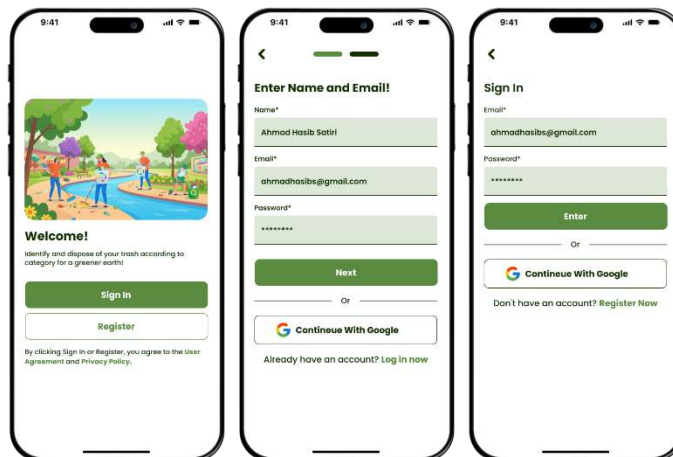 9:41
Welcome!
Identify and dispose of your trash according to
category for a greener earth!
Sign In
Register
By clicking Sign In or Register, you agree to the User
Agreement and Privacy Policy.
9:41
Enter Name and Email!
Name*
Ahmad Hasib Satiri
Email*
ahmadhasibs@gmail.com
Password*
********
Next
Or
Contineue With Google
Already have an account? Log in now
9:41
Sign In
Email*
ahmadhasibs@gmail.com
Password*
********
Enter
Or
Contineue With Google
Don't have an account? Register Now